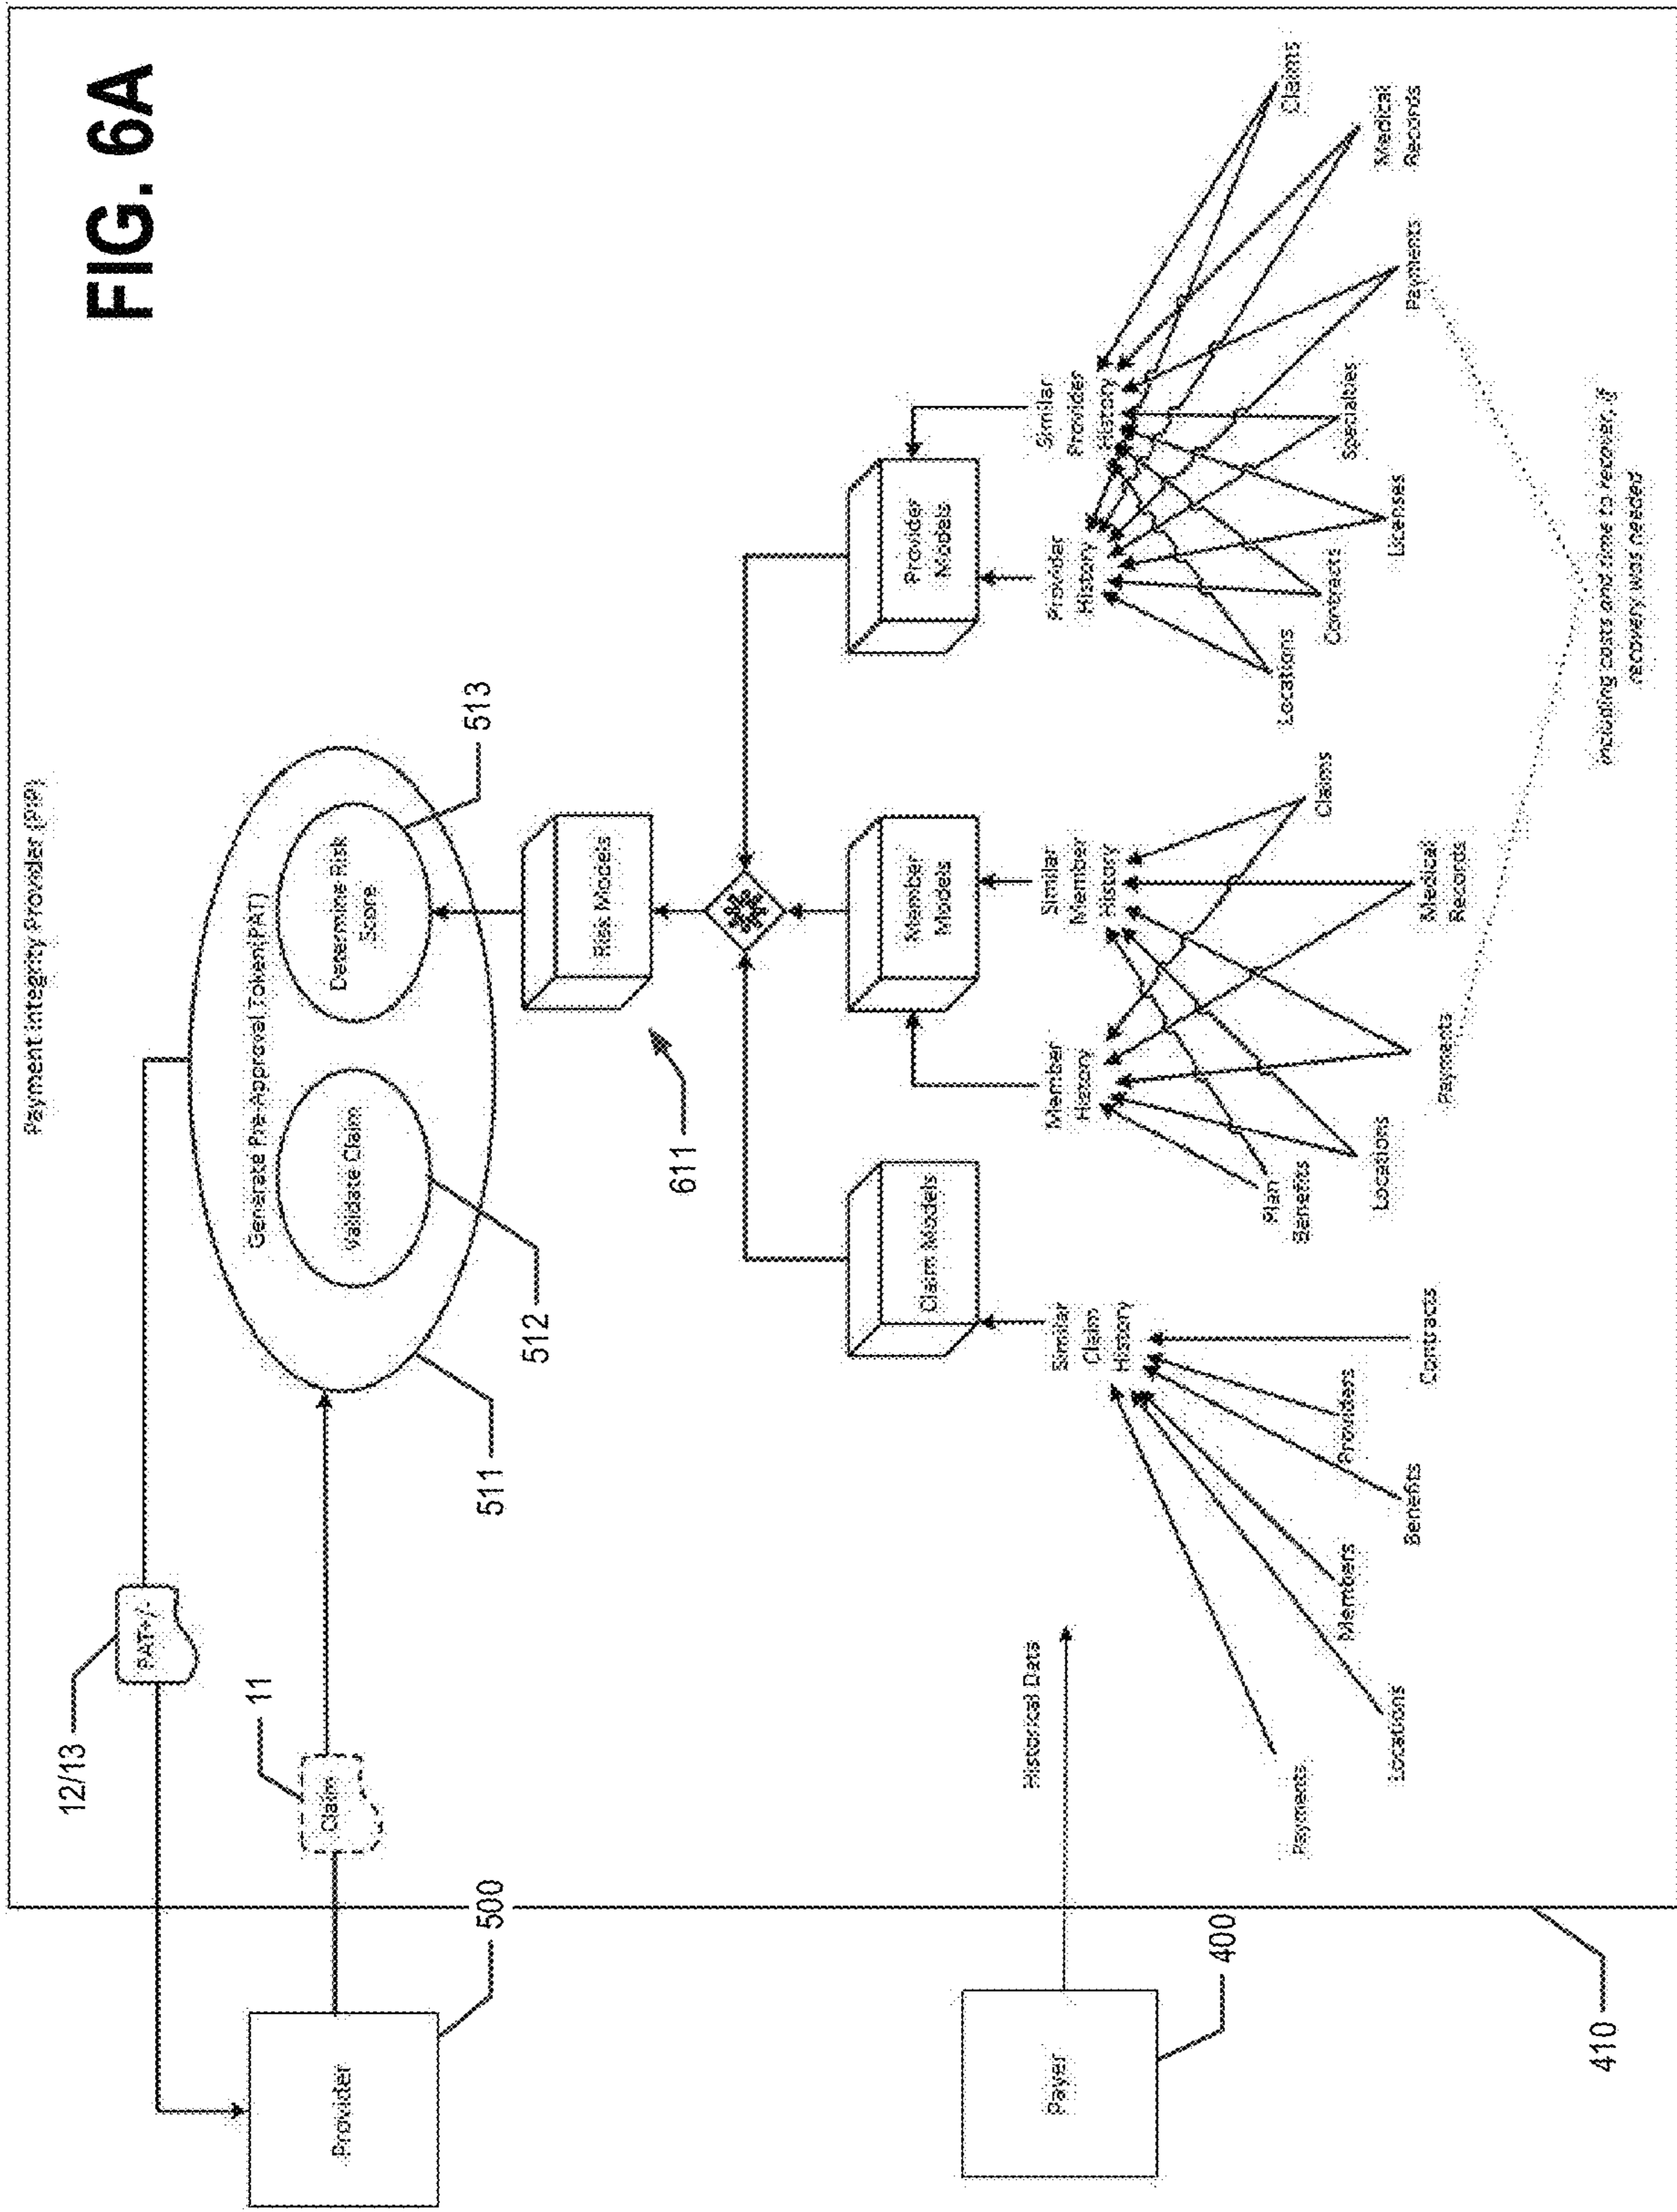 FIG. 6A
Payment Integrity Provider (PIP)
12/13
PAT+/-
11
Claim
Provider
500
Generate Pre-Approval Token(PAT)
Validate Claim
Determine Risk
Score
511
512
513
Risk Models
611
Claim Models
Member
Models
Provider
Models
Payer
400
Historical Data
Similar
Claim
History
Member
History
Similar
Member
History
Provider
History
Similar
Provider
History
Payments
Locations
Members
Benefits
Providers
Contracts
Plan
Benefits
Locations
Payments
Medical
Records
Claims
Locations
Contracts
Licenses
Specialties
Payments
Medical
Records
Claims
including costs and time to recover, if
recovery was needed
410